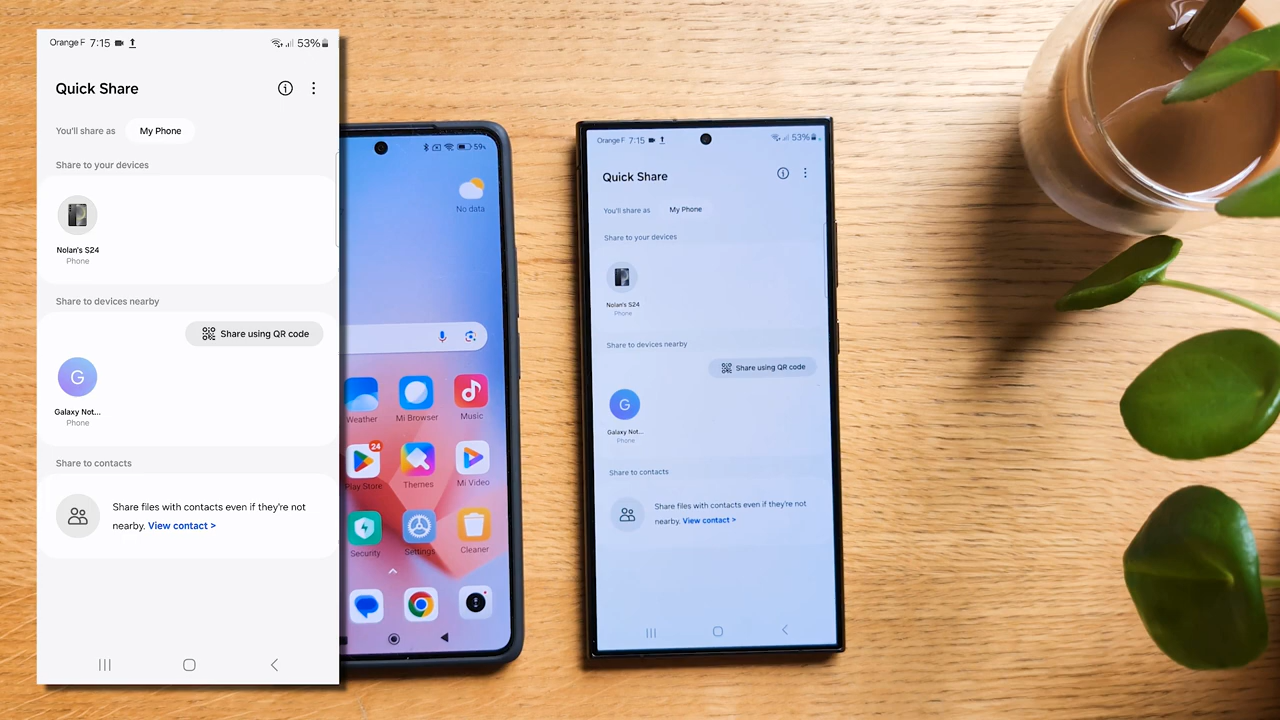 Orange F 7:15 53%
Quick Share
You'll share as My Phone
Share to your devices
Nolan's S24
Phone
Share to devices nearby
Share using QR code
G
Galaxy Not...
Phone
Share to contacts
Share files with contacts even if they're not
nearby. View contact >
59%
No data
Weather Mi Browser Music
24
Play Store Themes Mi Video
Security Settings Cleaner
Orange F 7:15 53%
Quick Share
You'll share as My Phone
Share to your devices
Nolan's S24
Phone
Share to devices nearby
Share using QR code
G
Galaxy Not...
Phone
Share to contacts
Share files with contacts even if they're not
nearby. View contact >